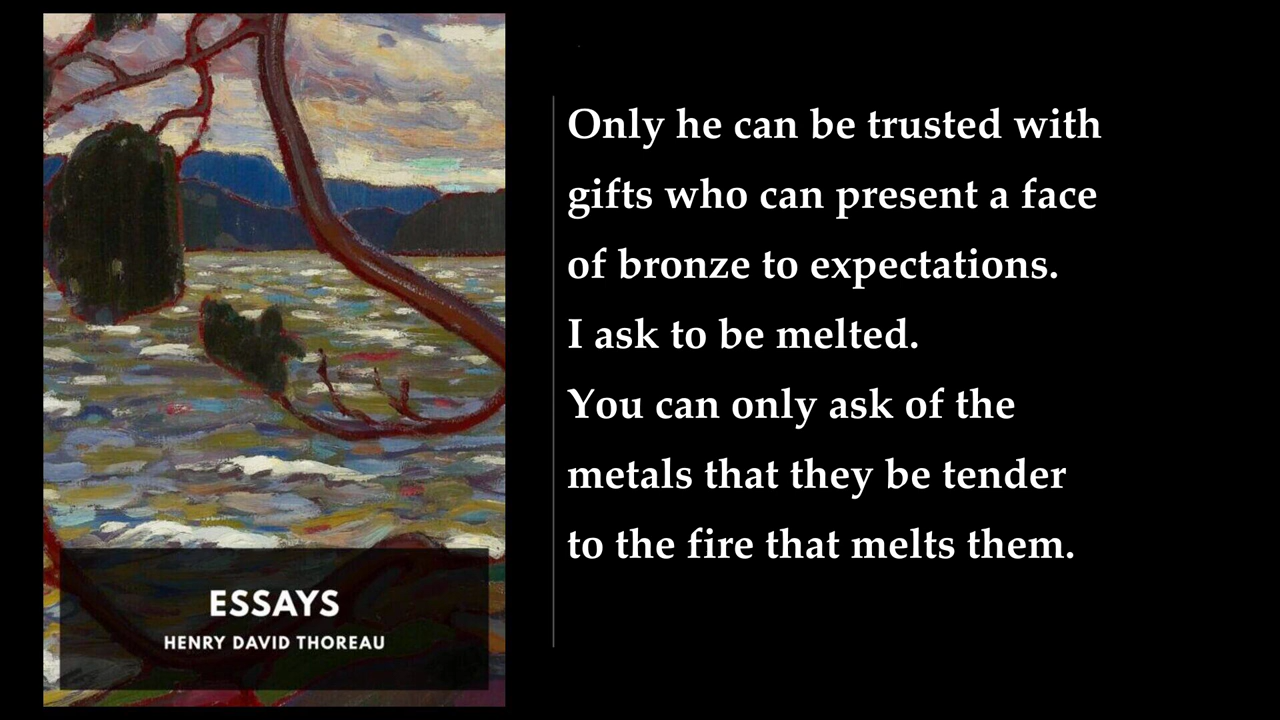 ESSAYS
HENRY DAVID THOREAU
Only he can be trusted with
gifts who can present a face
of bronze to expectations.
I ask to be melted.
You can only ask of the
metals that they be tender
to the fire that melts them.